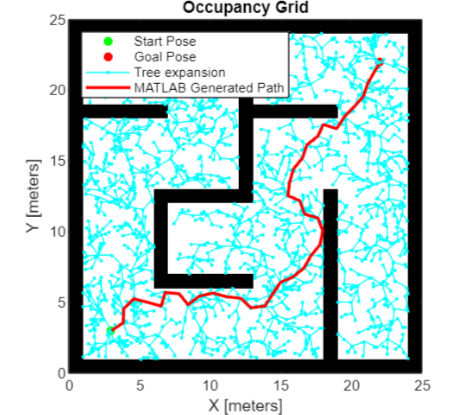 Occupancy Grid
25
Start Pose
Goal Pose
20
Tree expansion
MATLAB Generated Path
15
10
5
0
0 5 10 15 20 25
Y [meters]
X [meters]